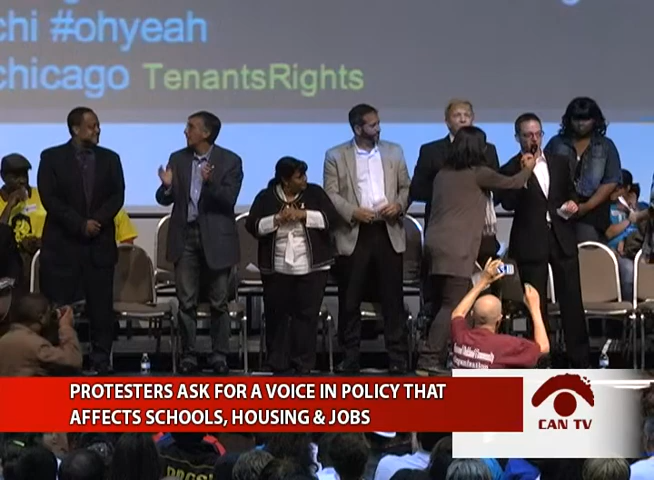 chi #ohyeah
chicago TenantsRights
PROTESTERS ASK FOR A VOICE IN POLICY THAT
AFFECTS SCHOOLS, HOUSING & JOBS
CAN TV